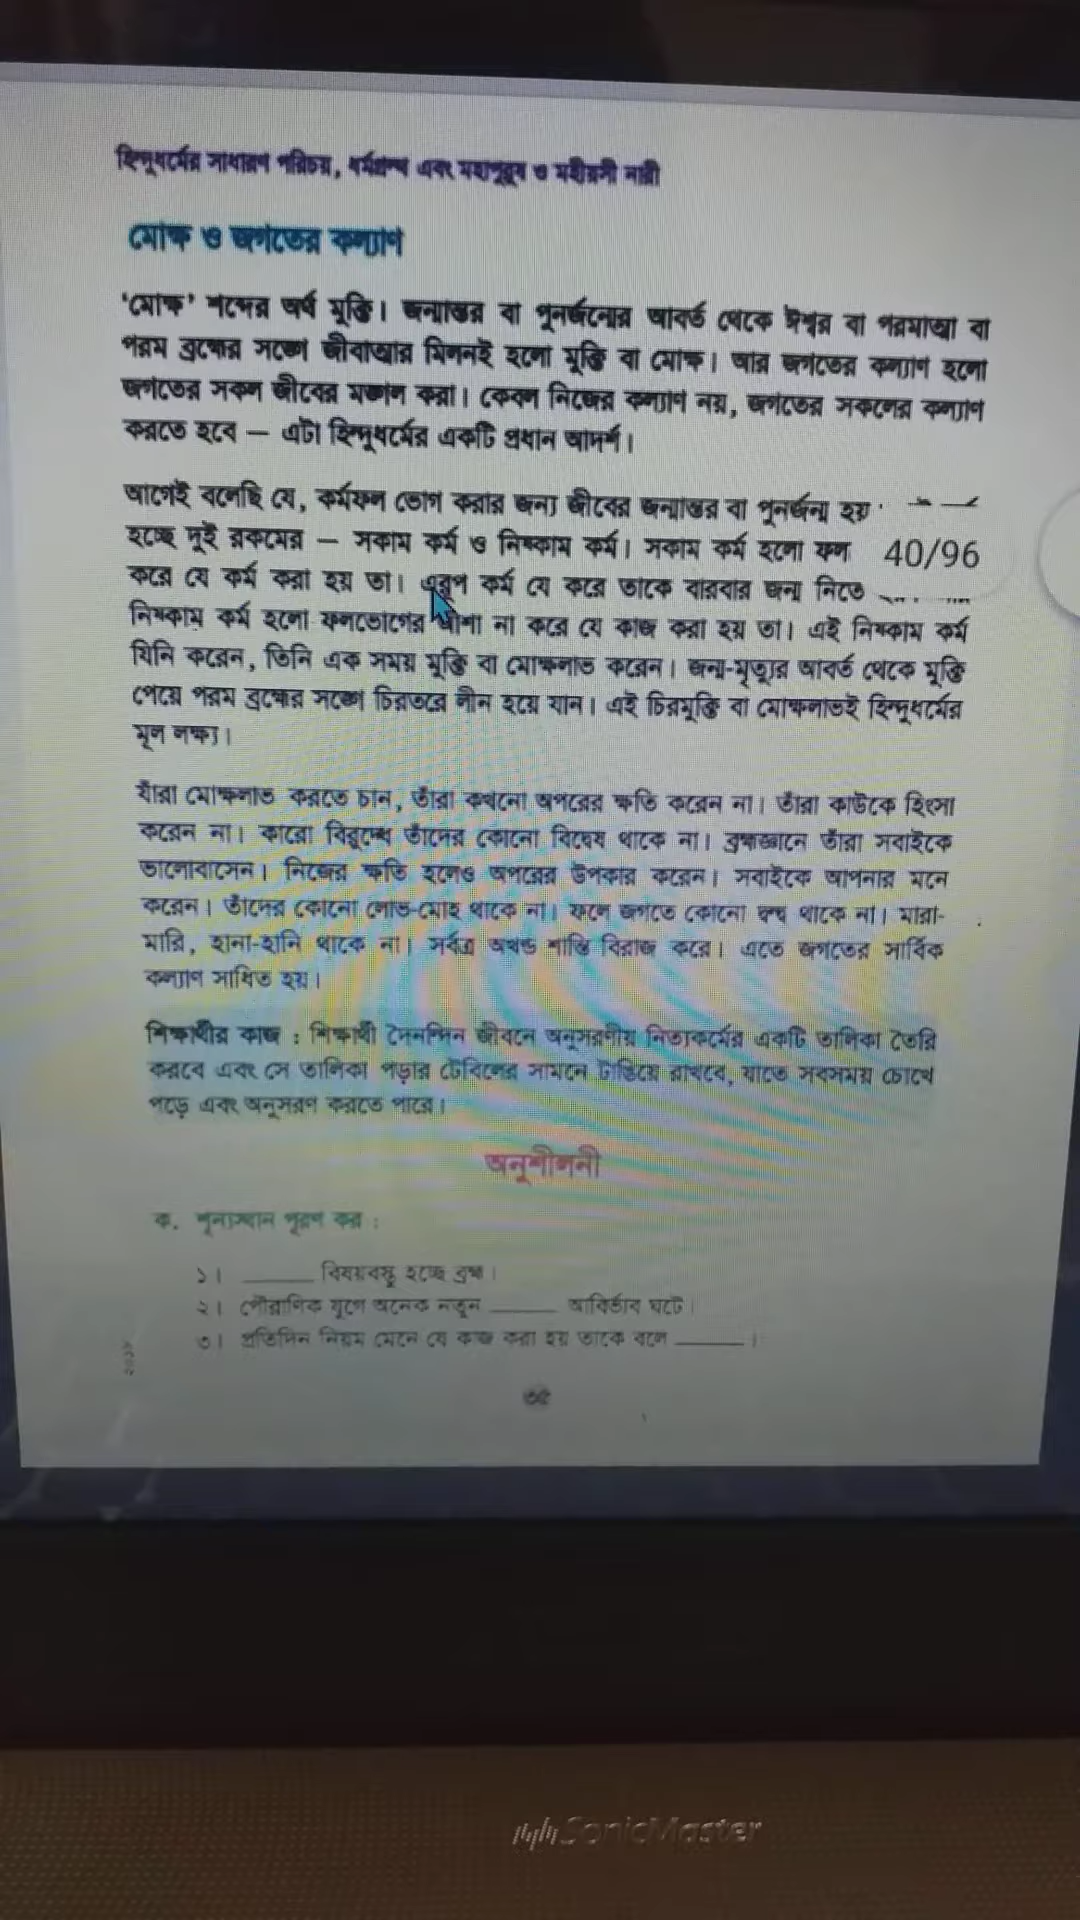 হিন্দুধর্মের সাধারণ পরিচয়, ধর্মগ্রন্থ এবং মহাপুরুষ ও মহীয়সী নারী
মোক্ষ ও জগতের কল্যাণ
‘মোক্ষ’ শব্দের অর্থ মুক্তি। জন্মান্তর বা পুনর্জন্মের আবর্ত থেকে ঈশ্বর বা পরমাত্মা বা
পরম ব্রহ্মের সঙ্গে জীবাত্মার মিলনই হলো মুক্তি বা মোক্ষ। আর জগতের কল্যাণ হলো
জগতের সকল জীবের মঙ্গল করা। কেবল নিজের কল্যাণ নয়, জগতের সকলের কল্যাণ
করতে হবে — এটা হিন্দুধর্মের একটি প্রধান আদর্শ।
আগেই বলেছি যে, কর্মফল ভোগ করার জন্য জীবের জন্মান্তর বা পুনর্জন্ম হয়
হচ্ছে দুই রকমের — সকাম কর্ম ও নিষ্কাম কর্ম। সকাম কর্ম হলো ফল 40/96
করে যে কর্ম করা হয় তা। এরূপ কর্ম যে করে তাকে বারবার জন্ম নিতে
নিষ্কাম কর্ম হলো ফলভোগের আশা না করে যে কাজ করা হয় তা। এই নিষ্কাম কর্ম
যিনি করেন, তিনি এক সময় মুক্তি বা মোক্ষলাভ করেন। জন্ম-মৃত্যুর আবর্ত থেকে মুক্তি
পেয়ে পরম ব্রহ্মের সঙ্গে চিরতরে লীন হয়ে যান। এই চিরমুক্তি বা মোক্ষলাভই হিন্দুধর্মের
মূল লক্ষ্য।
যাঁরা মোক্ষলাভ করতে চান, তাঁরা কখনো অপরের ক্ষতি করেন না। তাঁরা কাউকে হিংসা
করেন না। কারো বিরুদ্ধে তাঁদের কোনো বিদ্বেষ থাকে না। ব্রহ্মজ্ঞানে তাঁরা সবাইকে
ভালোবাসেন। নিজের ক্ষতি হলেও অপরের উপকার করেন। সবাইকে আপনার মনে
করেন। তাঁদের কোনো লোভ-মোহ থাকে না। ফলে জগতে কোনো দ্বন্দ্ব থাকে না। মারা-
মারি, হানা-হানি থাকে না। সর্বত্র অখণ্ড শান্তি বিরাজ করে। এতে জগতের সার্বিক
কল্যাণ সাধিত হয়।
শিক্ষার্থীর কাজ : শিক্ষার্থী দৈনন্দিন জীবনে অনুসরণীয় নিত্যকর্মের একটি তালিকা তৈরি
করবে এবং সে তালিকা পড়ার টেবিলের সামনে টাঙিয়ে রাখবে, যাতে সবসময় চোখে
পড়ে এবং অনুসরণ করতে পারে।
অনুশীলনী
ক. শূন্যস্থান পূরণ কর :
১। ______ বিষয়বস্তু হচ্ছে ব্রহ্ম।
২। পৌরাণিক যুগে অনেক নতুন ______ আবির্ভাব ঘটে।
৩। প্রতিদিন নিয়ম মেনে যে কাজ করা হয় তাকে বলে ______।
৩৫
SonicMaster